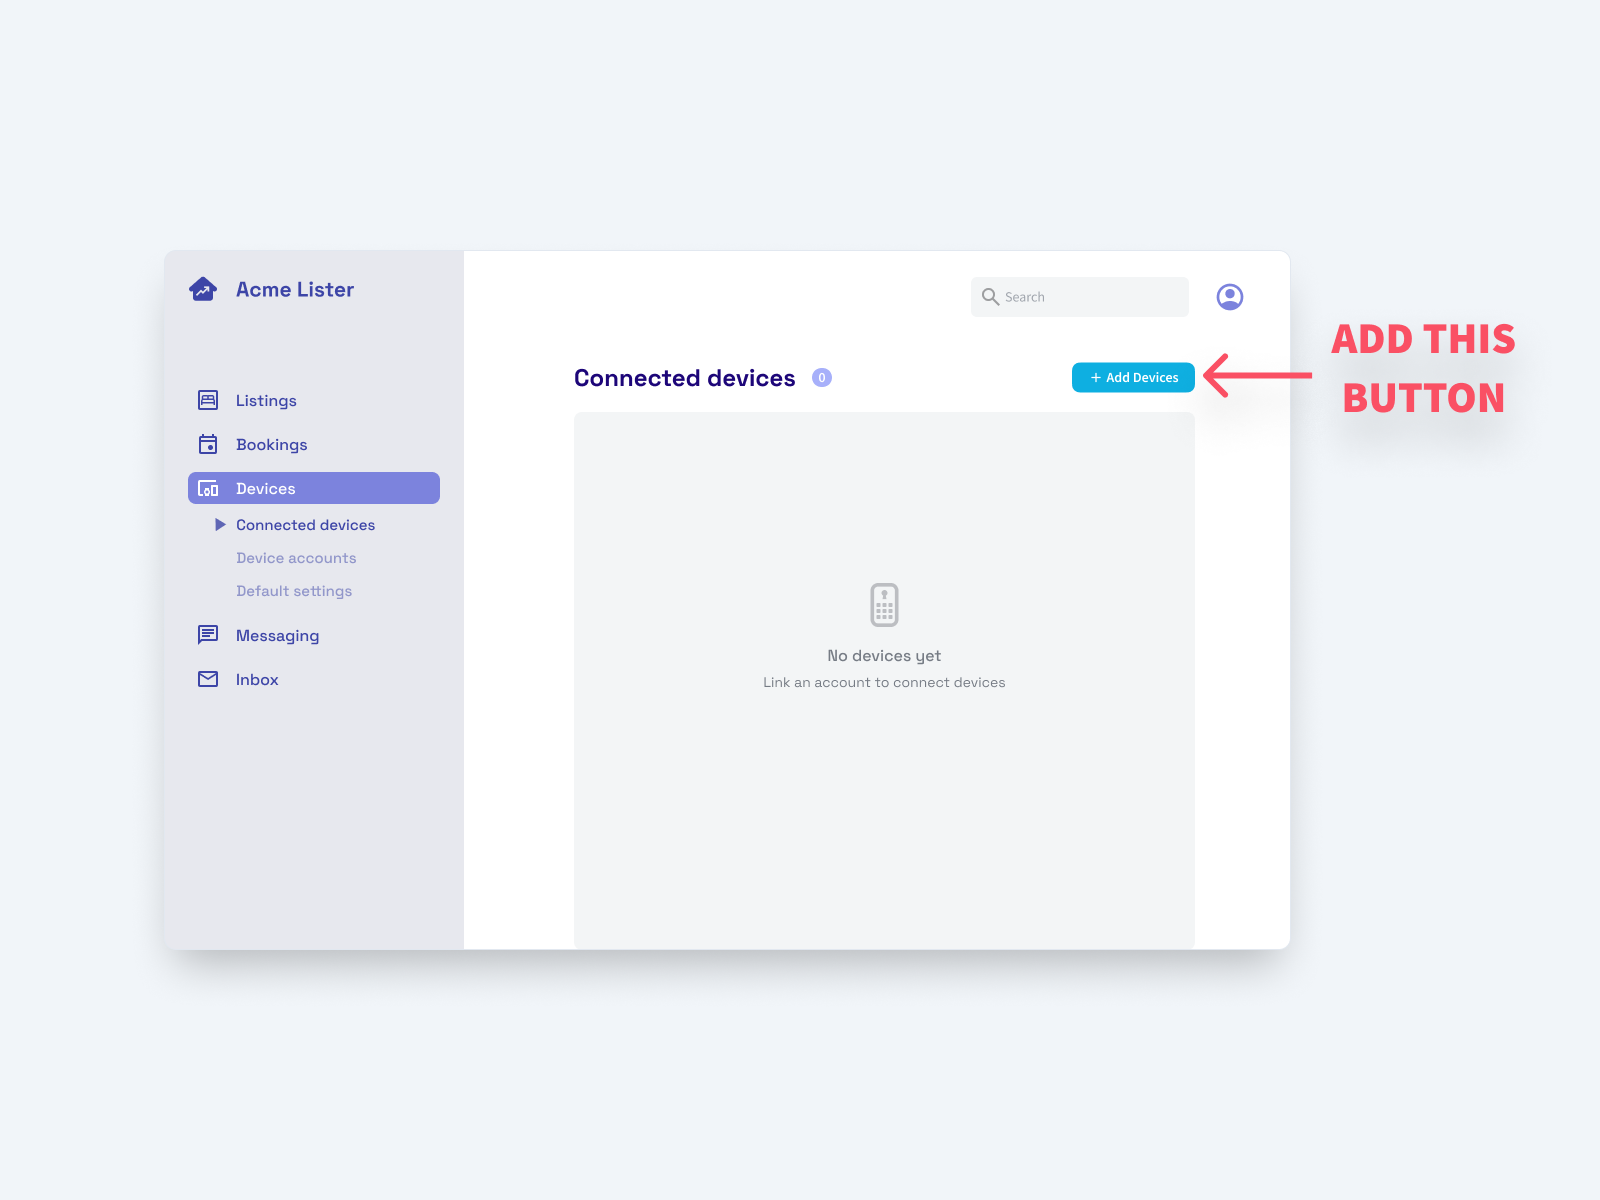 Acme Lister
Search
ADD THIS
BUTTON
Connected devices 0
+ Add Devices
Listings
Bookings
Devices
Connected devices
Device accounts
Default settings
Messaging
Inbox
No devices yet
Link an account to connect devices